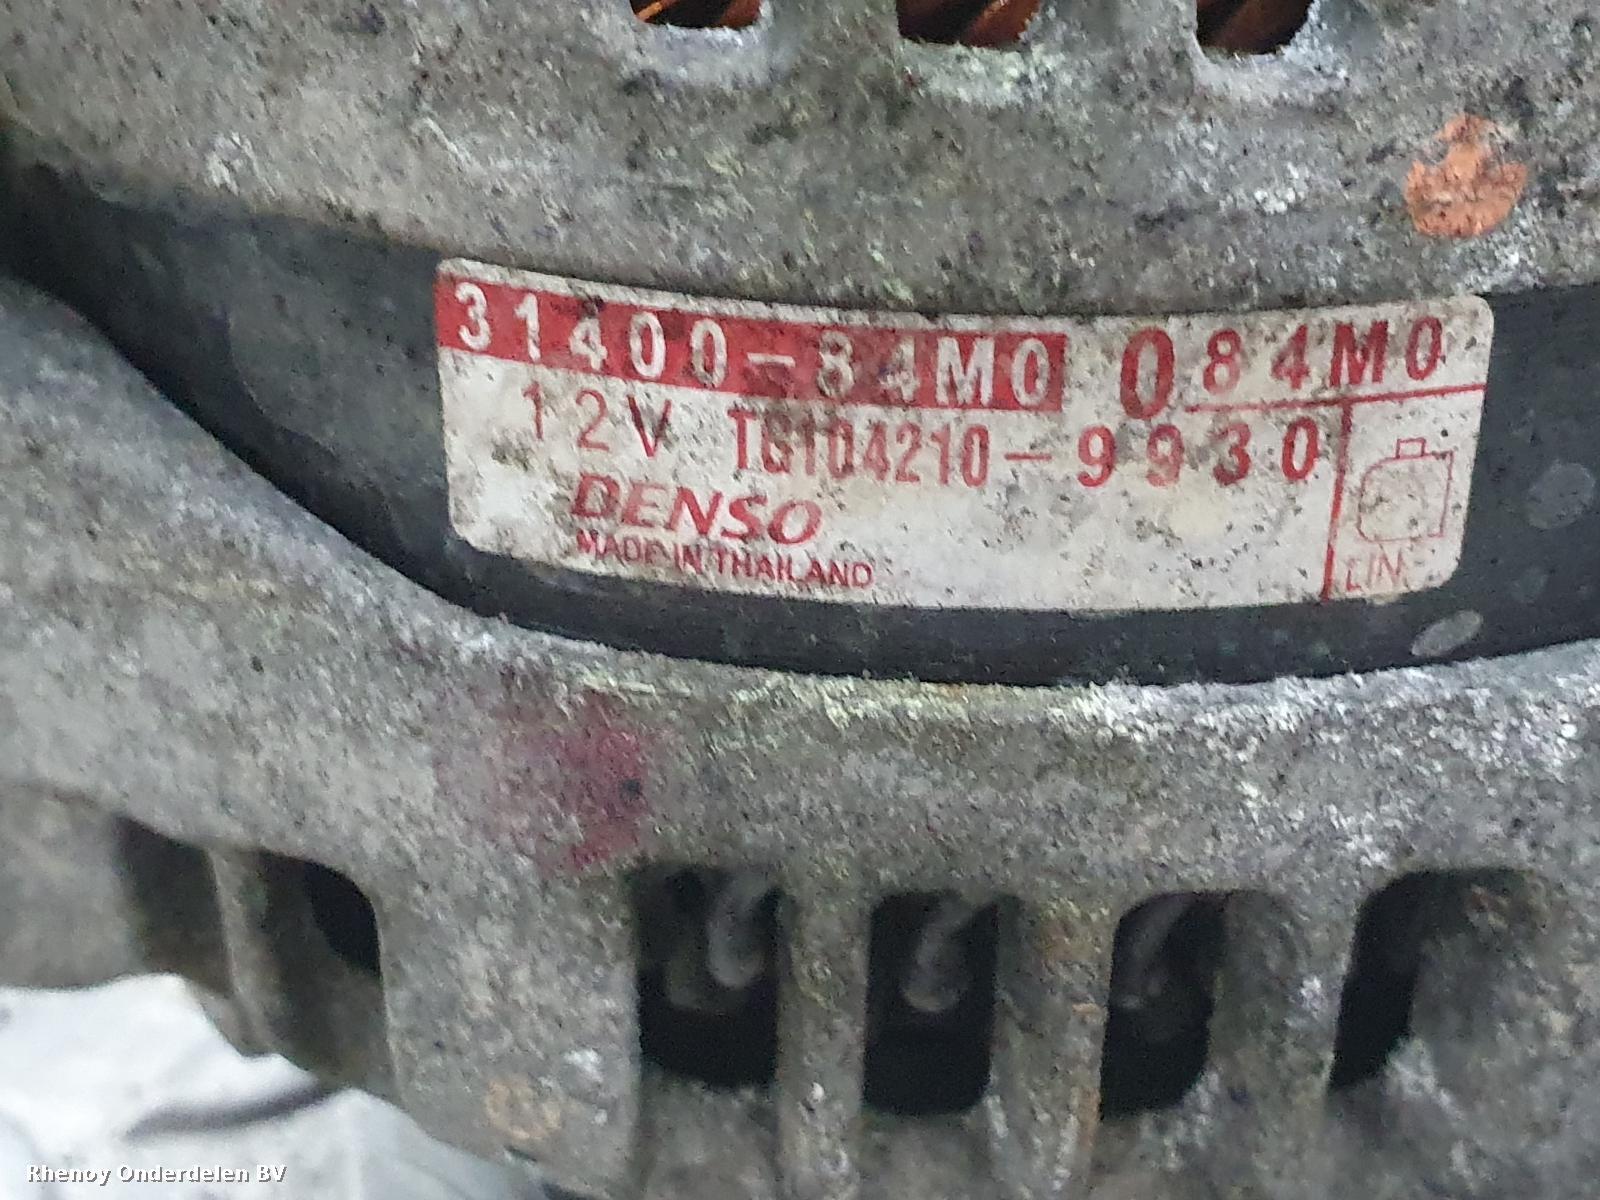 31400-84M0 084M0
12V TG104210-9930
DENSO
MADE IN THAILAND
LIN
Rhenoy Onderdelen BV